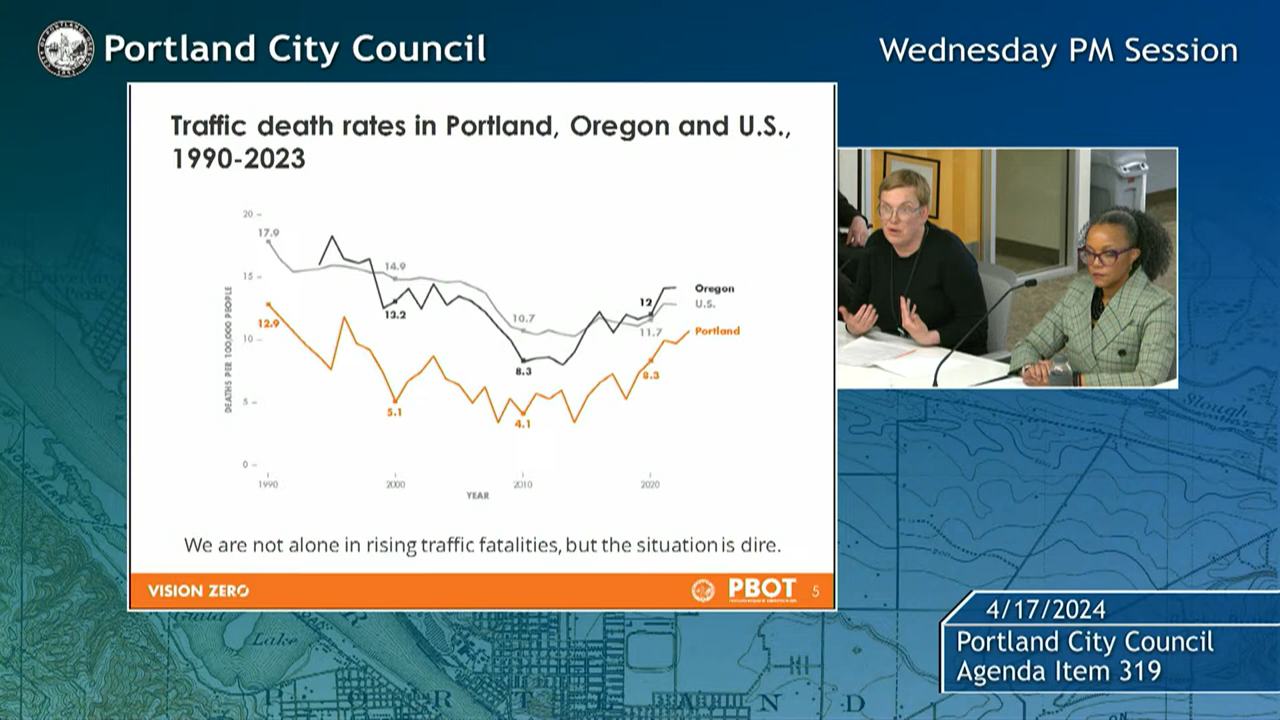 Portland City Council
Wednesday PM Session
Traffic death rates in Portland, Oregon and U.S.,
1990-2023
20
15
10
5
0
DEATHS PER 100,000 PEOPLE
17.9
12.9
14.9
13.2
5.1
10.7
8.3
4.1
12
11.7
8.3
Oregon
U.S.
Portland
1990
2000
2010
2020
YEAR
We are not alone in rising traffic fatalities, but the situation is dire.
VISION ZERO
PBOT
5
4/17/2024
Portland City Council
Agenda Item 319
Guild
Lake
Slough